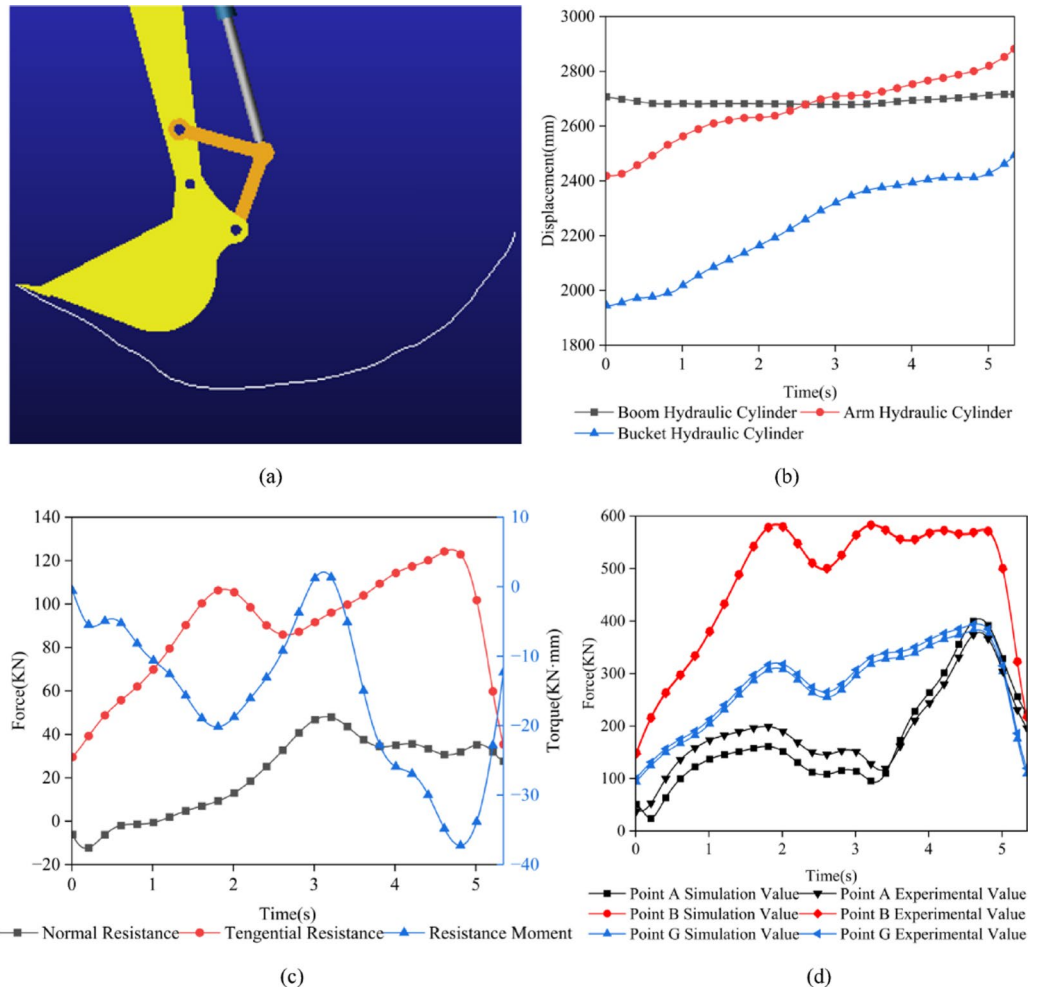 3000
2800
2600
2400
2200
2000
1800
Displacement(mm)
0 1 2 3 4 5
Time(s)
Boom Hydraulic Cylinder Arm Hydraulic Cylinder
Bucket Hydraulic Cylinder
(a)
(b)
140
120
100
80
60
40
20
0
−20
Force(KN)
10
0
−10
−20
−30
−40
Torque(KN·mm)
0 1 2 3 4 5
Time(s)
Normal Resistance Tengential Resistance Resistance Moment
(c)
600
500
400
300
200
100
0
Force(KN)
0 1 2 3 4 5
Time(s)
Point A Simulation Value Point A Experimental Value
Point B Simulation Value Point B Experimental Value
Point G Simulation Value Point G Experimental Value
(d)